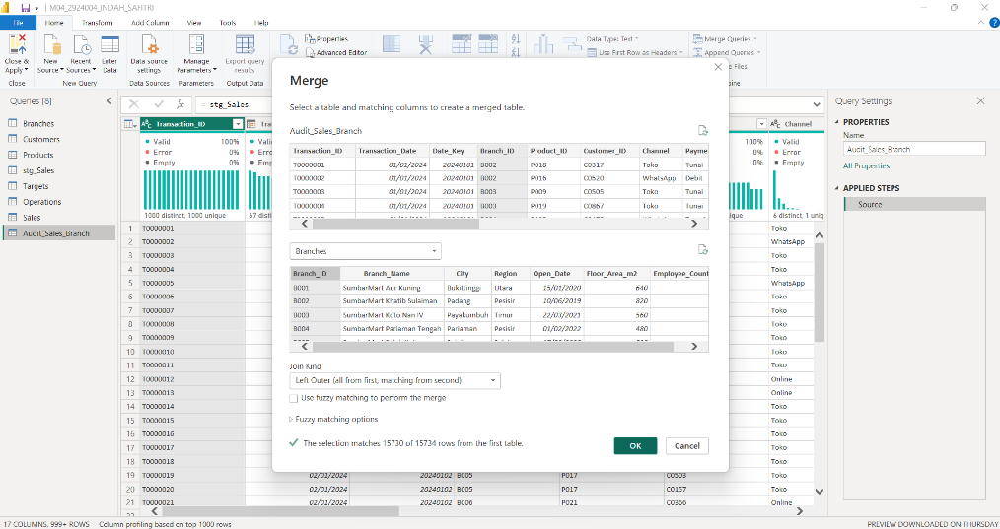 M04_2924004_INDAH_SAFITRI
File Home Transform Add Column View Tools Help
Close & Apply New Source Recent Sources Enter Data Data source settings Manage Parameters Export query results Properties Advanced Editor Data Type: Text Use First Row as Headers Merge Queries Append Queries
Close New Query Data Sources Parameters Output Data
Queries [8]
Branches
Customers
Products
stg_Sales
Targets
Operations
Sales
Audit_Sales_Branch
= stg_Sales
Transaction_ID
Valid 100%
Error 0%
Empty 0%
1000 distinct, 1000 unique
67 disti
Channel
100% Valid
0% Error
0% Empty
6 distinct, 1 uniq
1 T0000001 Toko
2 T0000002 WhatsApp
3 T0000003 Toko
4 T0000004 Toko
5 T0000005 WhatsApp
6 T0000006 Toko
7 T0000007 Toko
8 T0000008 Toko
9 T0000009 Toko
10 T0000010 Toko
11 T0000011 Toko
12 T0000012 Online
13 T0000013 Online
14 T0000014 Toko
15 T0000015 Toko
16 T0000016 Toko
17 T0000017 Toko
18 T0000018 Toko
19 T0000019 02/01/2024 20240102 B005 P017 C0503 Toko
20 T0000020 02/01/2024 20240102 B005 P017 C0157 Toko
21 T0000021 02/01/2024 20240102 B006 P021 C0366 Online
Merge
Select a table and matching columns to create a merged table.
Audit_Sales_Branch
Transaction_ID Transaction_Date Date_Key Branch_ID Product_ID Customer_ID Channel Payme
T0000001 01/01/2024 20240101 B002 P018 C0317 Toko Tunai
T0000002 01/01/2024 20240101 B002 P016 C0520 WhatsApp Debit
T0000003 01/01/2024 20240101 B003 P009 C0505 Toko Tunai
T0000004 01/01/2024 20240101 B003 P019 C0867 Toko Tunai
Branches
Branch_ID Branch_Name City Region Open_Date Floor_Area_m2 Employee_Count
B001 SumbarMart Aur Kuning Bukittinggi Utara 15/01/2020 640
B002 SumbarMart Khatib Sulaiman Padang Pesisir 10/06/2019 820
B003 SumbarMart Koto Nan IV Payakumbuh Timur 22/03/2021 560
B004 SumbarMart Pariaman Tengah Pariaman Pesisir 01/02/2022 480
Join Kind
Left Outer (all from first, matching from second)
Use fuzzy matching to perform the merge
Fuzzy matching options
The selection matches 15730 of 15734 rows from the first table.
OK Cancel
Query Settings
PROPERTIES
Name
Audit_Sales_Branch
All Properties
APPLIED STEPS
Source
17 COLUMNS, 999+ ROWS Column profiling based on top 1000 rows
PREVIEW DOWNLOADED ON THURSDAY